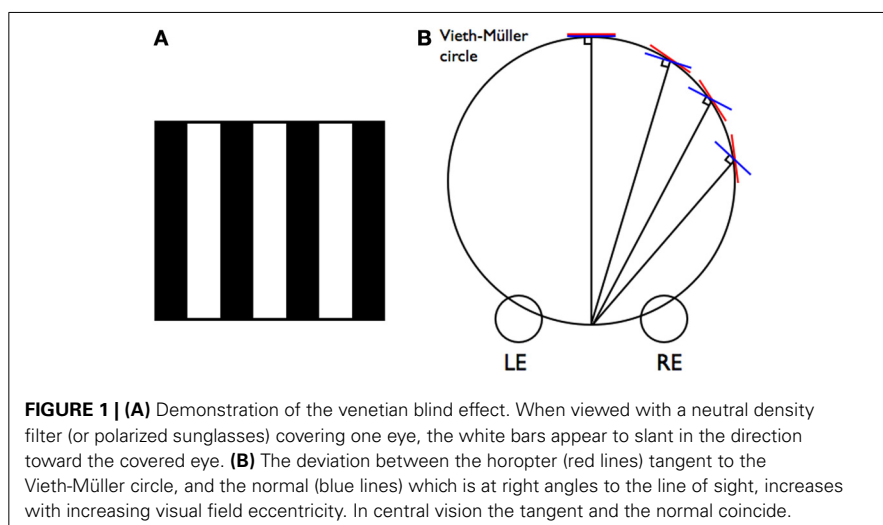 A
B
Vieth-Müller
circle
LE
RE
FIGURE 1 | (A) Demonstration of the venetian blind effect. When viewed with a neutral density
filter (or polarized sunglasses) covering one eye, the white bars appear to slant in the direction
toward the covered eye. (B) The deviation between the horopter (red lines) tangent to the
Vieth-Müller circle, and the normal (blue lines) which is at right angles to the line of sight, increases
with increasing visual field eccentricity. In central vision the tangent and the normal coincide.